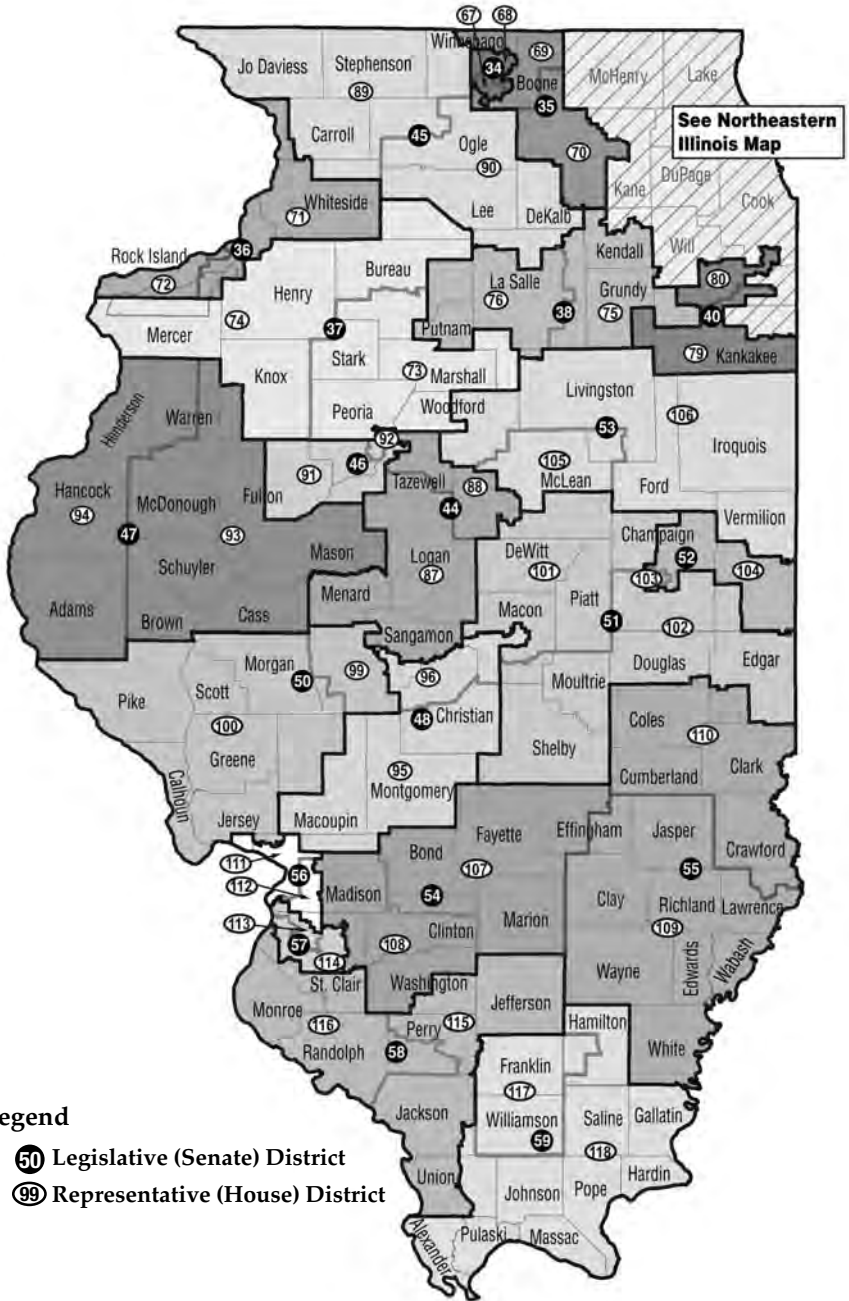 67 68
Winnebago
69
Jo Daviess Stephenson 34 McHenry Lake
89 Boone
35
See Northeastern
Illinois Map
Carroll 45 Ogle
90 70
DuPage
Kane Cook
Whiteside Lee DeKalb
71
Will
Rock Island 36 Kendall
72 Bureau La Salle 80
Henry 76 Grundy
74 38 75 40
Mercer 37 Putnam
79 Kankakee
Stark
73
Knox Marshall
Livingston
Peoria Woodford 106
Henderson Warren 53 Iroquois
92
91 46 105
Hancock Fulton Tazewell 88 McLean Ford
94 McDonough 44
47 93 Champaign Vermilion
Mason DeWitt 52
Schuyler Logan 101 103 104
87
Menard Piatt
Adams Macon 51
Brown Cass 102
Sangamon
Morgan 99 96 Douglas Edgar
Pike Scott 50 Moultrie
48 Christian
100 Coles 110
Greene Shelby
95 Clark
Calhoun Montgomery Cumberland
Jersey Macoupin
Fayette Effingham Jasper
111 Bond Crawford
56 107 55
112 Madison 54
Clay Richland Lawrence
113 Marion 109
57 Clinton
114 108 Wayne Edwards Wabash
St. Clair Washington
Monroe Jefferson
116 Perry 115 Hamilton
Randolph 58 White
Franklin
117
Jackson Williamson Saline Gallatin
59
118
Union Hardin
Johnson Pope
Alexander Pulaski Massac
egend
50 Legislative (Senate) District
99 Representative (House) District